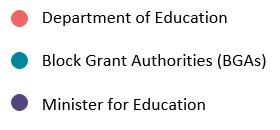 Department of Education
Block Grant Authorities (BGAs)
Minister for Education